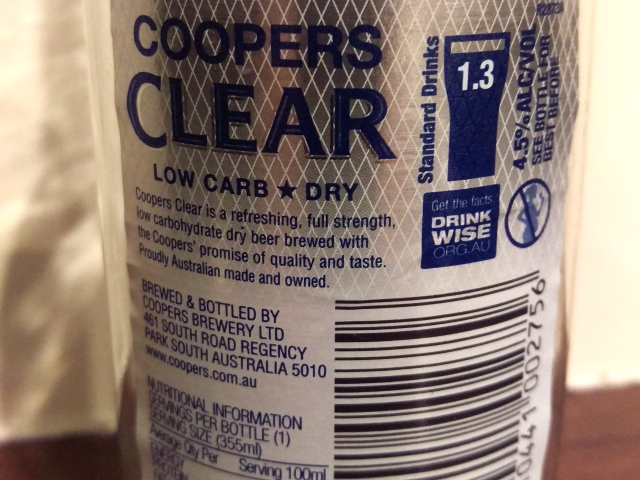 COOPERS
CLEAR
LOW CARB ★ DRY
Coopers Clear is a refreshing, full strength,
low carbohydrate dry beer brewed with
the Coopers' promise of quality and taste.
Proudly Australian made and owned.
Standard Drinks
1.3
4.5% ALC/VOL
SEE BOTTLE FOR
BEST BEFORE
Get the facts
DRINK
WISE
ORG.AU
BREWED & BOTTLED BY
COOPERS BREWERY LTD
461 SOUTH ROAD REGENCY
PARK SOUTH AUSTRALIA 5010
www.coopers.com.au
NUTRITIONAL INFORMATION
SERVINGS PER BOTTLE (1)
SERVING SIZE (355ml)
Average Qty Per Serving 100ml
ENERGY
PROTEIN
0441 002756